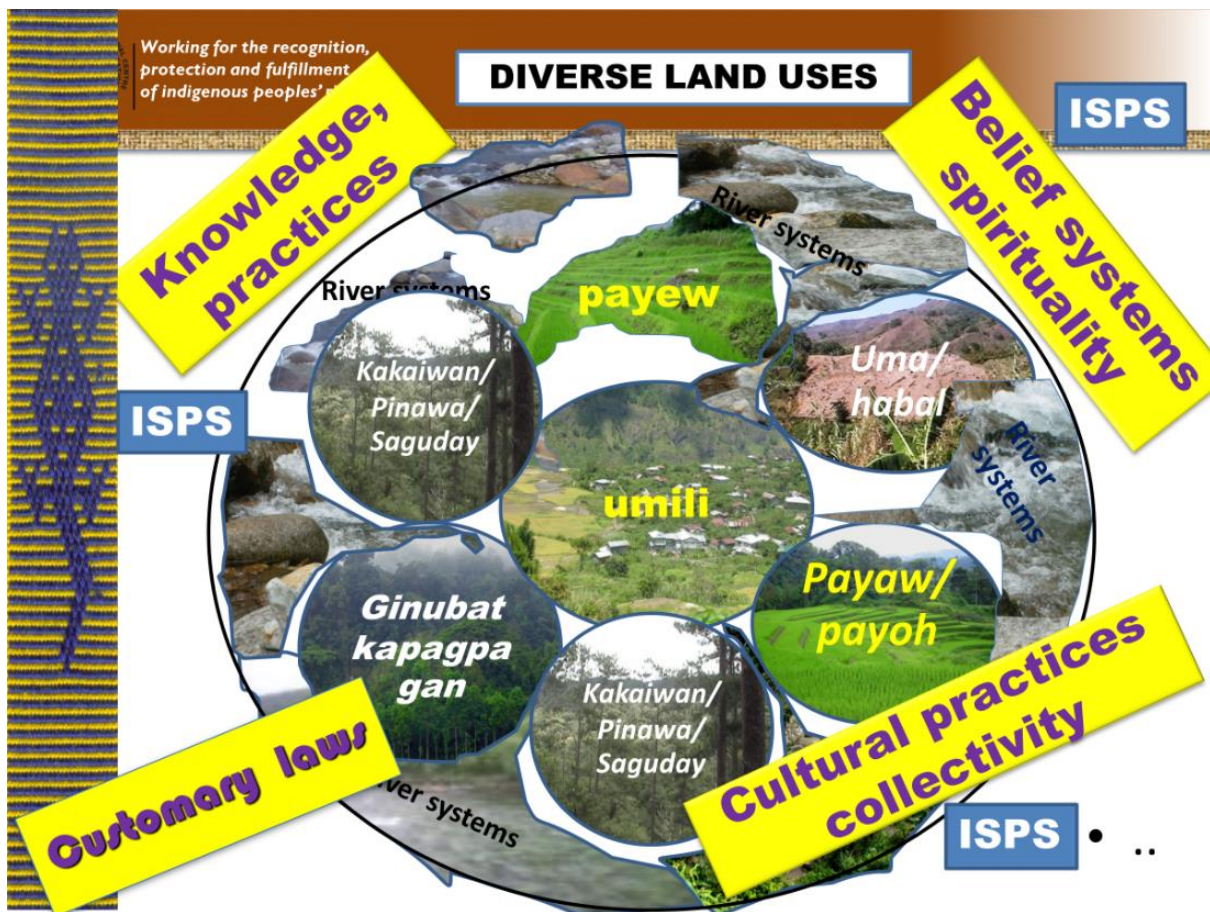 Working for the recognition,
protection and fulfillment
of indigenous peoples'
DIVERSE LAND USES
ISPS
Knowledge,
practices
Belief systems
spirituality
River systems
River systems
payew
Kakaiwan/
Pinawa/
Saguday
Uma/
habal
ISPS
River
systems
umili
Ginubat
kapagpa
gan
Payaw/
payoh
Kakaiwan/
Pinawa/
Saguday
Customary laws
systems
Cultural practices
collectivity
ISPS • ..